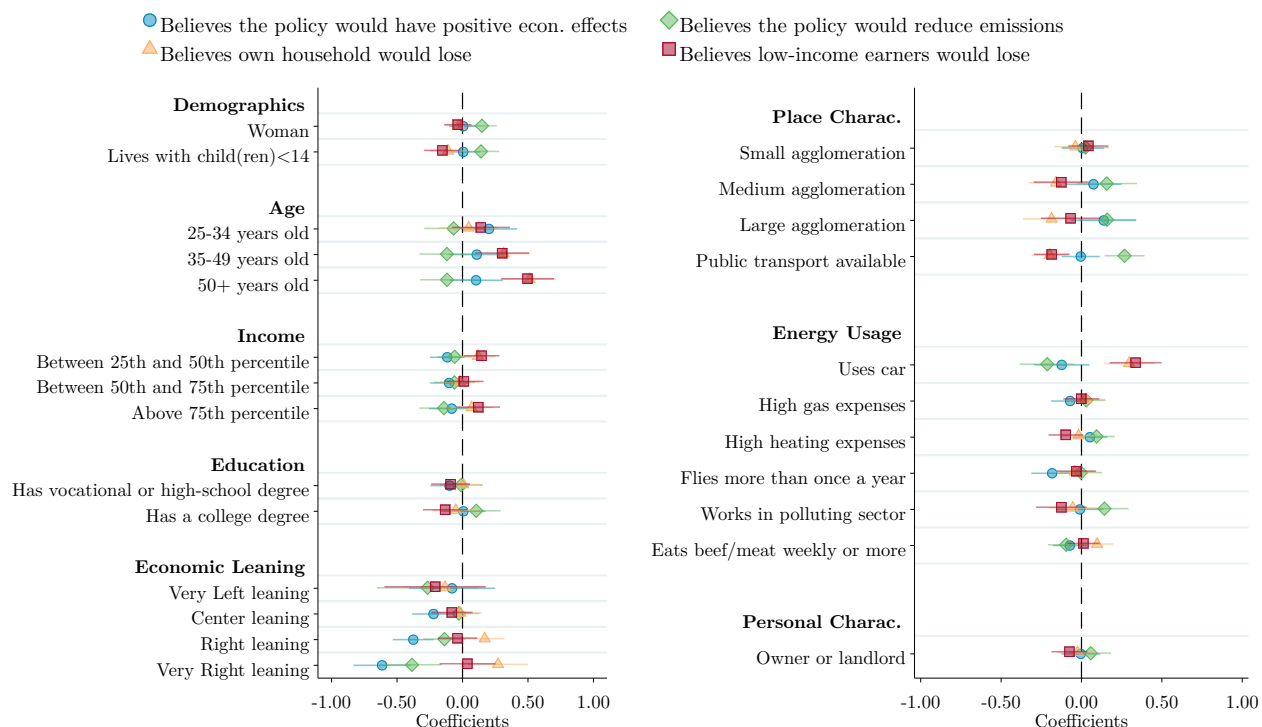 Believes the policy would have positive econ. effects
Believes the policy would reduce emissions
Believes own household would lose
Believes low-income earners would lose
Demographics
Woman
Lives with child(ren)<14
Age
25-34 years old
35-49 years old
50+ years old
Income
Between 25th and 50th percentile
Between 50th and 75th percentile
Above 75th percentile
Education
Has vocational or high-school degree
Has a college degree
Economic Leaning
Very Left leaning
Center leaning
Right leaning
Very Right leaning
-1.00 -0.50 0.00 0.50 1.00
Coefficients
Place Charac.
Small agglomeration
Medium agglomeration
Large agglomeration
Public transport available
Energy Usage
Uses car
High gas expenses
High heating expenses
Flies more than once a year
Works in polluting sector
Eats beef/meat weekly or more
Personal Charac.
Owner or landlord
-1.00 -0.50 0.00 0.50 1.00
Coefficients